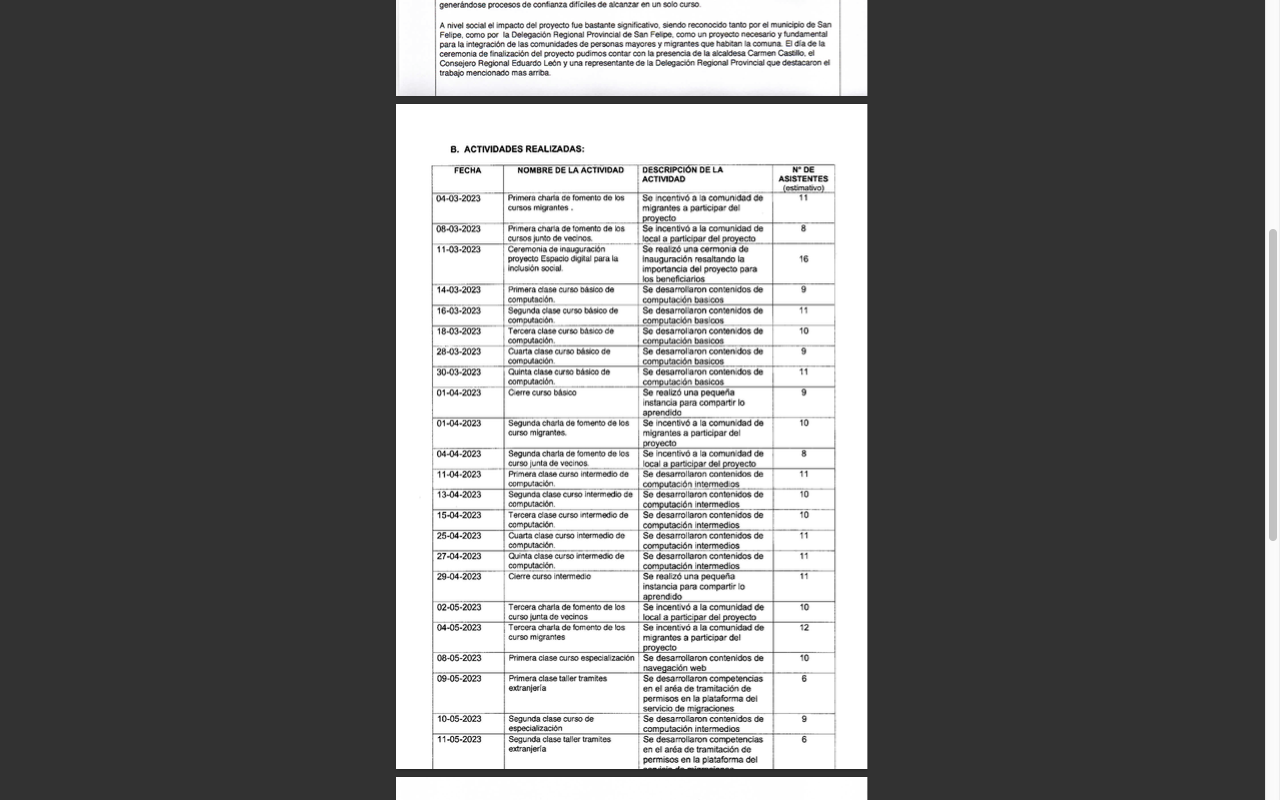 generándose procesos de confianza difíciles de alcanzar en un solo curso.
A nivel social el impacto del proyecto fue bastante significativo, siendo reconocido tanto por el municipio de San
Felipe, como por la Delegación Regional Provincial de San Felipe, como un proyecto necesario y fundamental
para la integración de las comunidades de personas mayores y migrantes que habitan la comuna. El día de la
ceremonia de finalización del proyecto pudimos contar con la presencia de la alcaldesa Carmen Castillo, el
Consejero Regional Eduardo León y una representante de la Delegación Regional Provincial que destacaron el
trabajo mencionado mas arriba.
B. ACTIVIDADES REALIZADAS:
FECHA NOMBRE DE LA ACTIVIDAD DESCRIPCIÓN DE LA N° DE
ACTIVIDAD ASISTENTES
(estimativo)
04-03-2023 Primera charla de fomento de los Se incentivó a la comunidad de 11
cursos migrantes . migrantes a participar del
proyecto
08-03-2023 Primera charla de fomento de los Se incentivó a la comunidad de 8
cursos junto de vecinos. local a participar del proyecto
11-03-2023 Ceremonia de inauguración Se realizó una cermonia de
proyecto Espacio digital para la inauguración resaltando la 16
inclusión social. importancia del proyecto para
los beneficiarios
14-03-2023 Primera clase curso básico de Se desarrollaron contenidos de 9
computación. computación basicos
16-03-2023 Segunda clase curso básico de Se desarrollaron contenidos de 11
computación. computación basicos
18-03-2023 Tercera clase curso básico de Se desarrollaron contenidos de 10
computación. computación basicos
28-03-2023 Cuarta clase curso básico de Se desarrollaron contenidos de 9
computación. computación basicos
30-03-2023 Quinta clase curso básico de Se desarrollaron contenidos de 11
computación. computación basicos
01-04-2023 Cierre curso básico Se realizó una pequeña 9
instancia para compartir lo
aprendido
01-04-2023 Segunda charla de fomento de los Se incentivó a la comunidad de 10
curso migrantes. migrantes a participar del
proyecto
04-04-2023 Segunda charla de fomento de los Se incentivó a la comunidad de 8
curso junta de vecinos. local a participar del proyecto
11-04-2023 Primera clase curso intermedio de Se desarrollaron contenidos de 11
computación. computación intermedios
13-04-2023 Segunda clase curso intermedio de Se desarrollaron contenidos de 10
computación. computación intermedios
15-04-2023 Tercera clase curso intermedio de Se desarrollaron contenidos de 10
computación. computación intermedios
25-04-2023 Cuarta clase curso intermedio de Se desarrollaron contenidos de 11
computación. computación intermedios
27-04-2023 Quinta clase curso intermedio de Se desarrollaron contenidos de 11
computación. computación intermedios
29-04-2023 Cierre curso intermedio Se realizó una pequeña 11
instancia para compartir lo
aprendido
02-05-2023 Tercera charla de fomento de los Se incentivó a la comunidad de 10
curso junta de vecinos local a participar del proyecto
04-05-2023 Tercera charla de fomento de los Se incentivó a la comunidad de 12
curso migrantes migrantes a participar del
proyecto
08-05-2023 Primera clase curso especialización Se desarrollaron contenidos de 10
navegación web
09-05-2023 Primera clase taller tramites Se desarrollaron competencias 6
extranjería en el aréa de tramitación de
permisos en la plataforma del
servicio de migraciones
10-05-2023 Segunda clase curso de Se desarrollaron contenidos de 9
especialización computación intermedios
11-05-2023 Segunda clase taller tramites Se desarrollaron competencias 6
extranjería en el aréa de tramitación de
permisos en la plataforma del